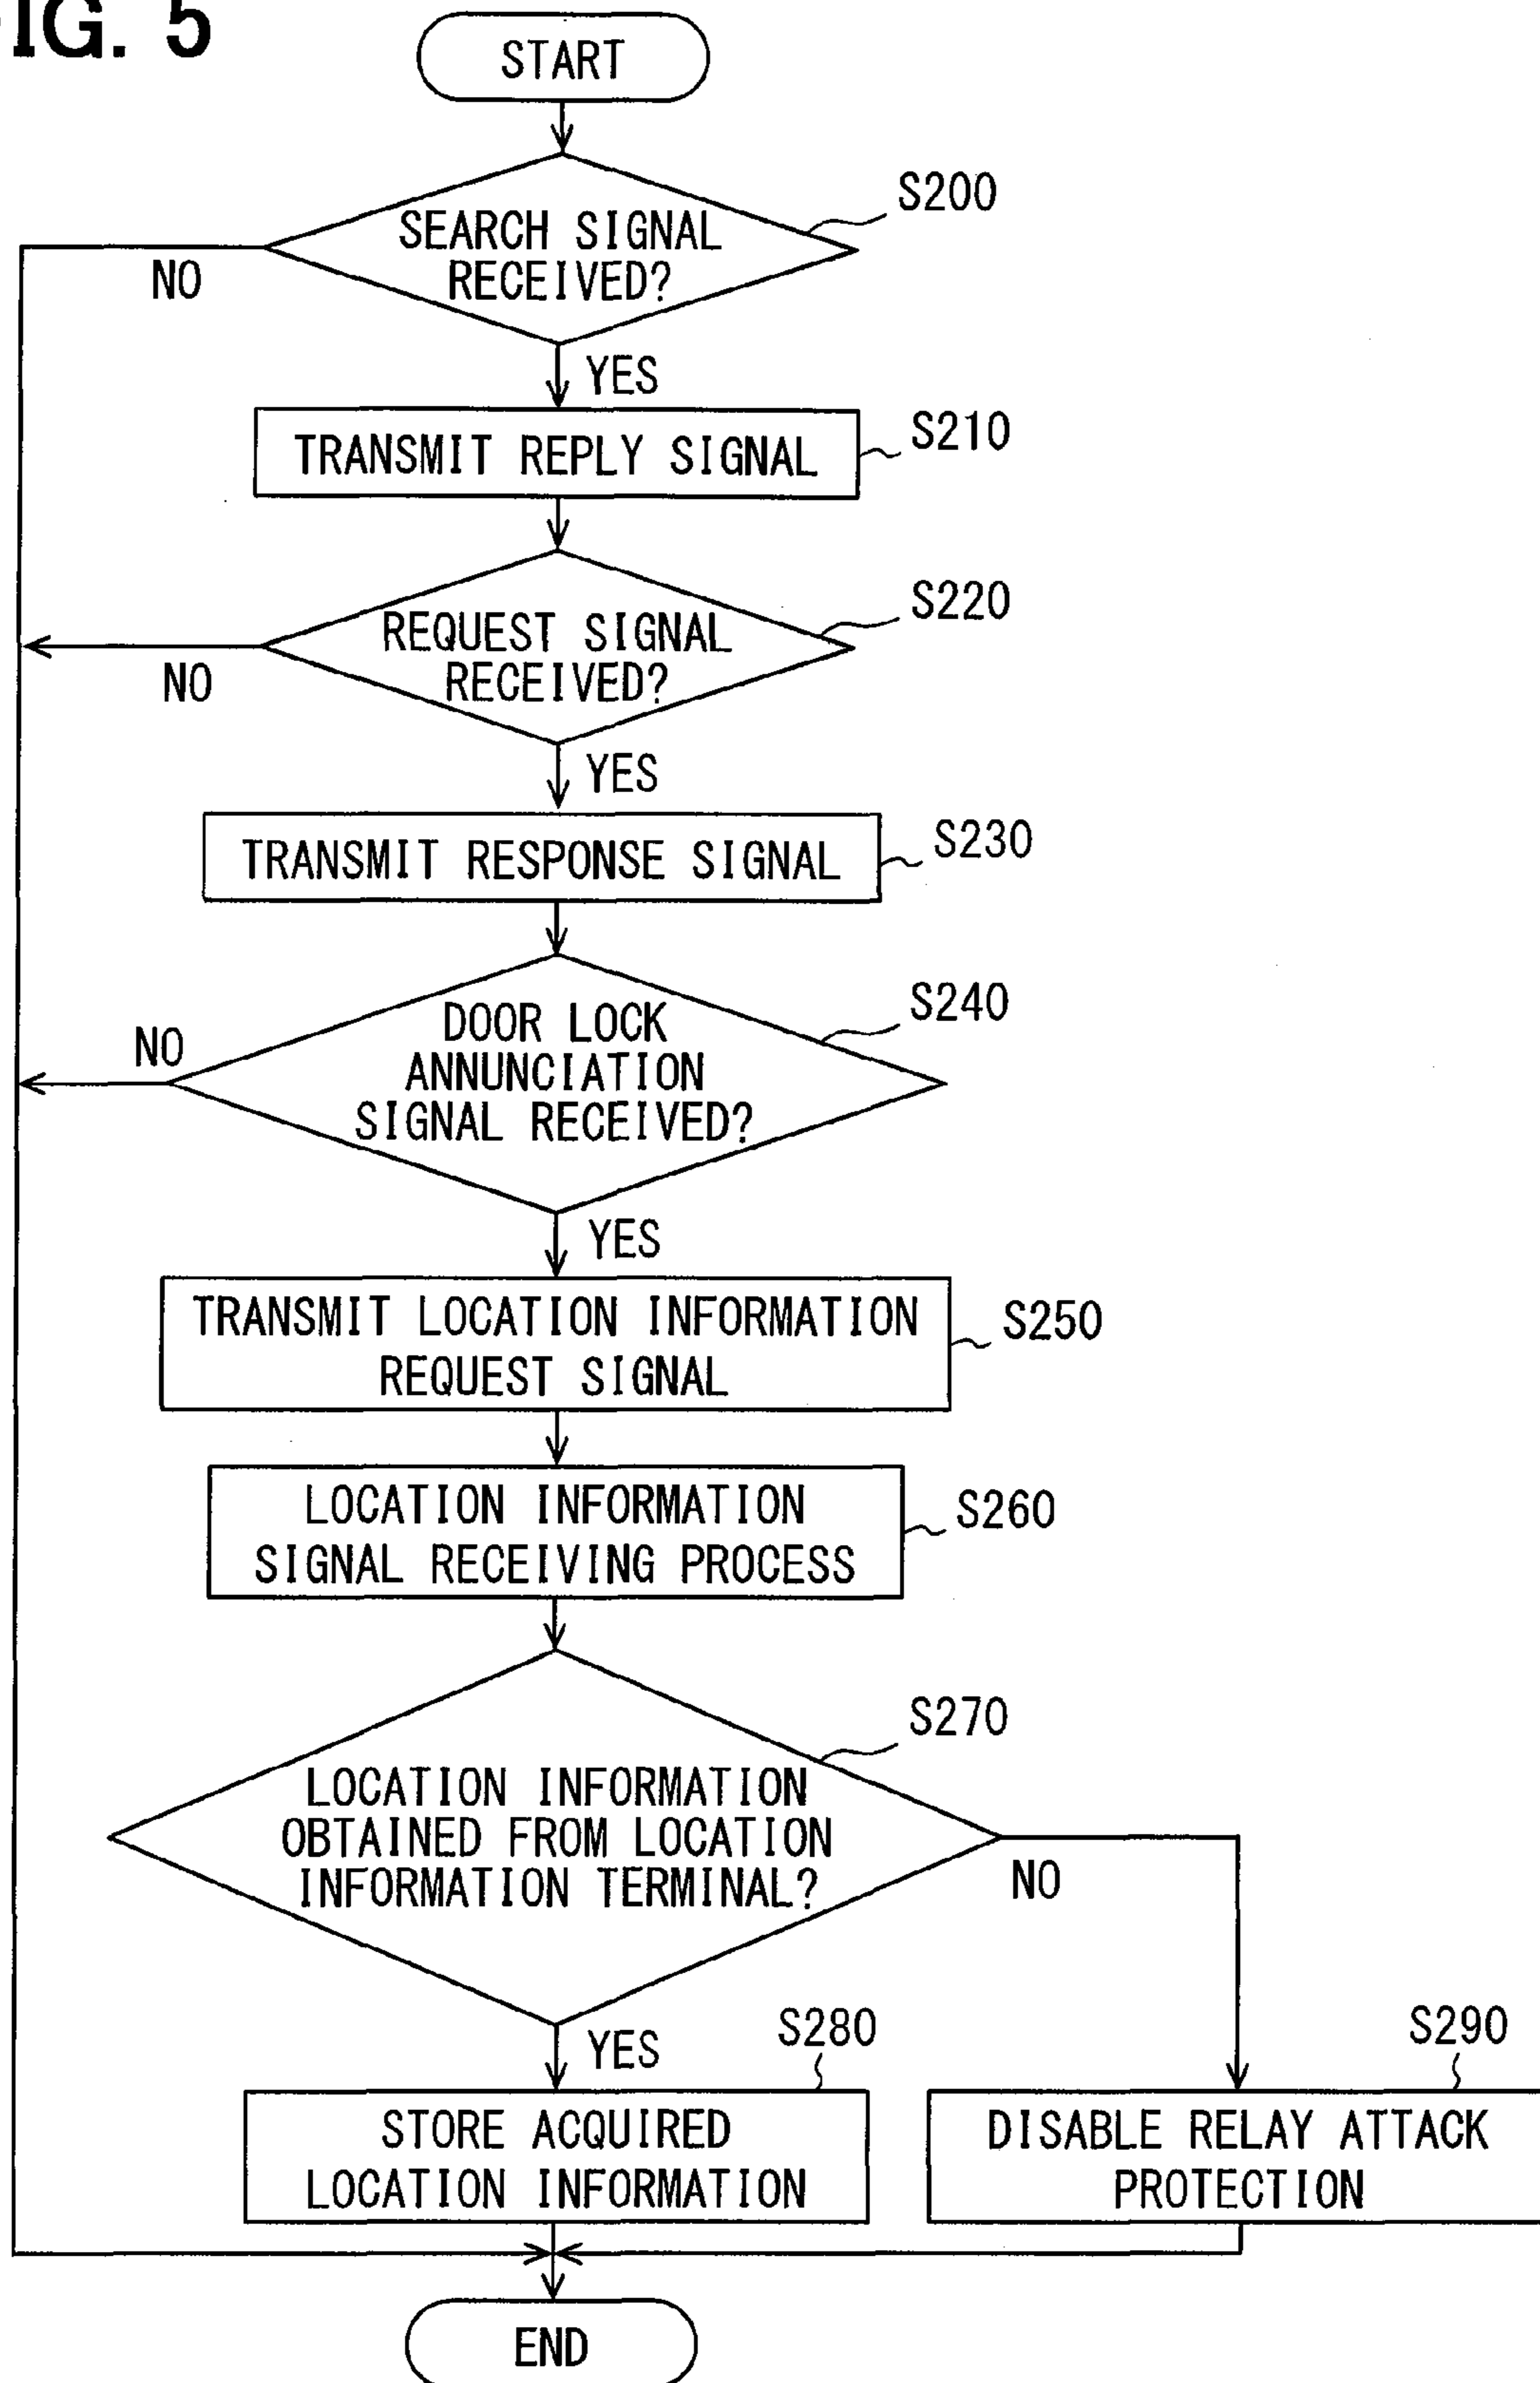 FIG. 5
START
S200
SEARCH SIGNAL
RECEIVED?
NO
YES
S210
TRANSMIT REPLY SIGNAL
S220
REQUEST SIGNAL
RECEIVED?
NO
YES
S230
TRANSMIT RESPONSE SIGNAL
S240
DOOR LOCK
ANNUNCIATION
SIGNAL RECEIVED?
NO
YES
S250
TRANSMIT LOCATION INFORMATION
REQUEST SIGNAL
S260
LOCATION INFORMATION
SIGNAL RECEIVING PROCESS
S270
LOCATION INFORMATION
OBTAINED FROM LOCATION
INFORMATION TERMINAL?
NO
YES
S280
STORE ACQUIRED
LOCATION INFORMATION
S290
DISABLE RELAY ATTACK
PROTECTION
END